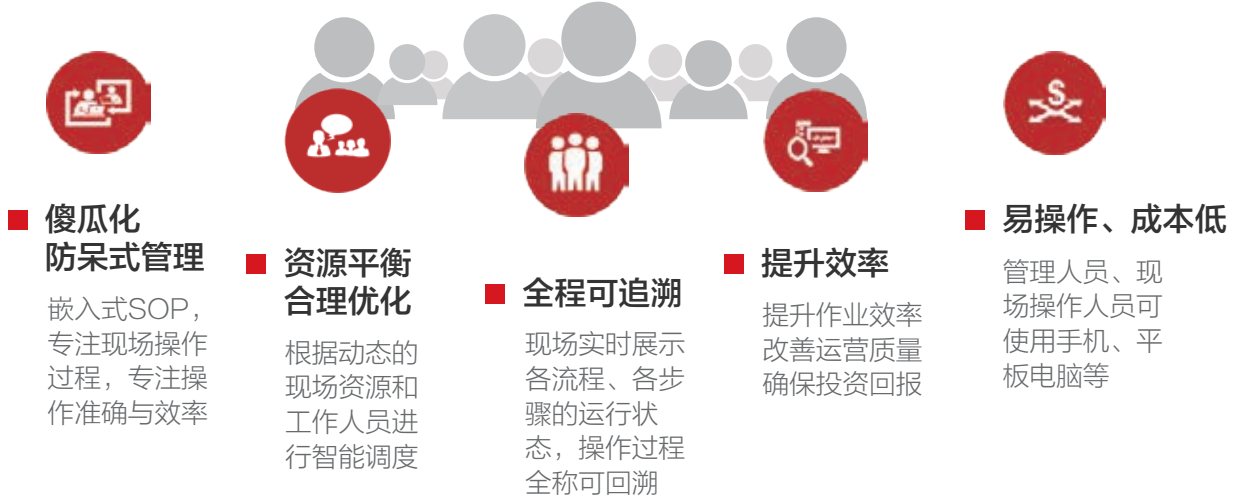 傻瓜化
防呆式管理
嵌入式SOP，
专注现场操作
过程，专注操
作准确与效率
资源平衡
合理优化
根据动态的
现场资源和
工作人员进
行智能调度
全程可追溯
现场实时展示
各流程、各步
骤的运行状
态，操作过程
全称可回溯
提升效率
提升作业效率
改善运营质量
确保投资回报
易操作、成本低
管理人员、现
场操作人员可
使用手机、平
板电脑等